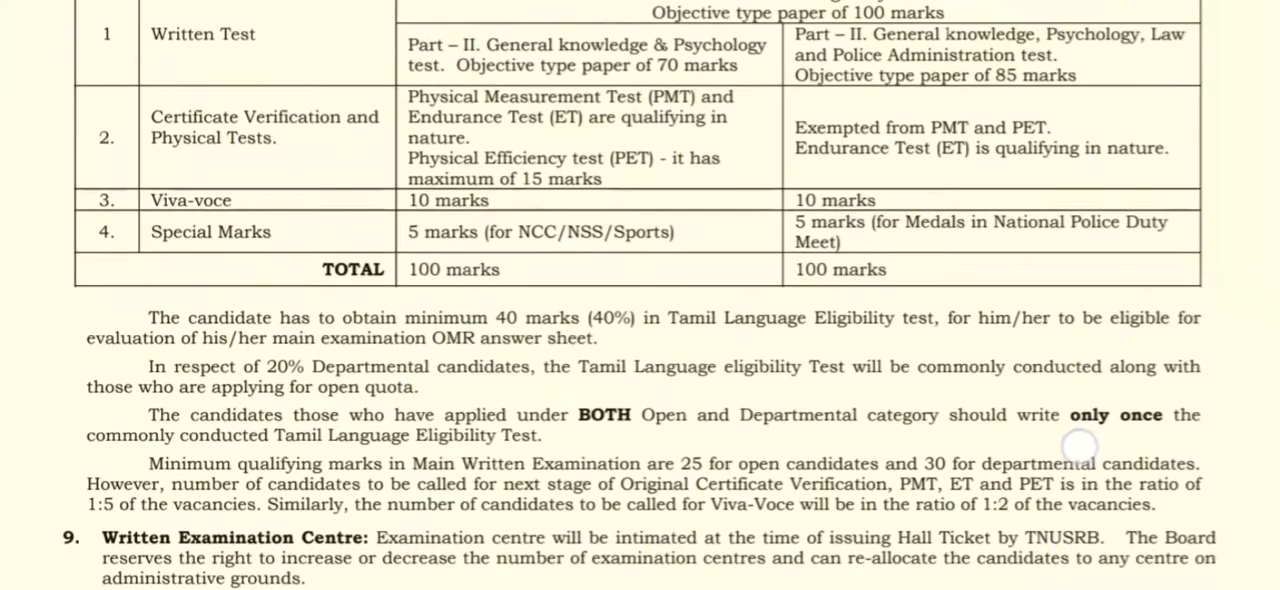 Objective type paper of 100 marks
1 Written Test
Part – II. General knowledge & Psychology
test. Objective type paper of 70 marks
Part – II. General knowledge, Psychology, Law
and Police Administration test.
Objective type paper of 85 marks
2. Certificate Verification and
Physical Tests.
Physical Measurement Test (PMT) and
Endurance Test (ET) are qualifying in
nature.
Physical Efficiency test (PET) - it has
maximum of 15 marks
Exempted from PMT and PET.
Endurance Test (ET) is qualifying in nature.
3. Viva-voce 10 marks 10 marks
4. Special Marks 5 marks (for NCC/NSS/Sports)
5 marks (for Medals in National Police Duty
Meet)
TOTAL 100 marks 100 marks
The candidate has to obtain minimum 40 marks (40%) in Tamil Language Eligibility test, for him/her to be eligible for
evaluation of his/her main examination OMR answer sheet.
In respect of 20% Departmental candidates, the Tamil Language eligibility Test will be commonly conducted along with
those who are applying for open quota.
The candidates those who have applied under BOTH Open and Departmental category should write only once the
commonly conducted Tamil Language Eligibility Test.
Minimum qualifying marks in Main Written Examination are 25 for open candidates and 30 for departmental candidates.
However, number of candidates to be called for next stage of Original Certificate Verification, PMT, ET and PET is in the ratio of
1:5 of the vacancies. Similarly, the number of candidates to be called for Viva-Voce will be in the ratio of 1:2 of the vacancies.
9. Written Examination Centre: Examination centre will be intimated at the time of issuing Hall Ticket by TNUSRB. The Board
reserves the right to increase or decrease the number of examination centres and can re-allocate the candidates to any centre on
administrative grounds.